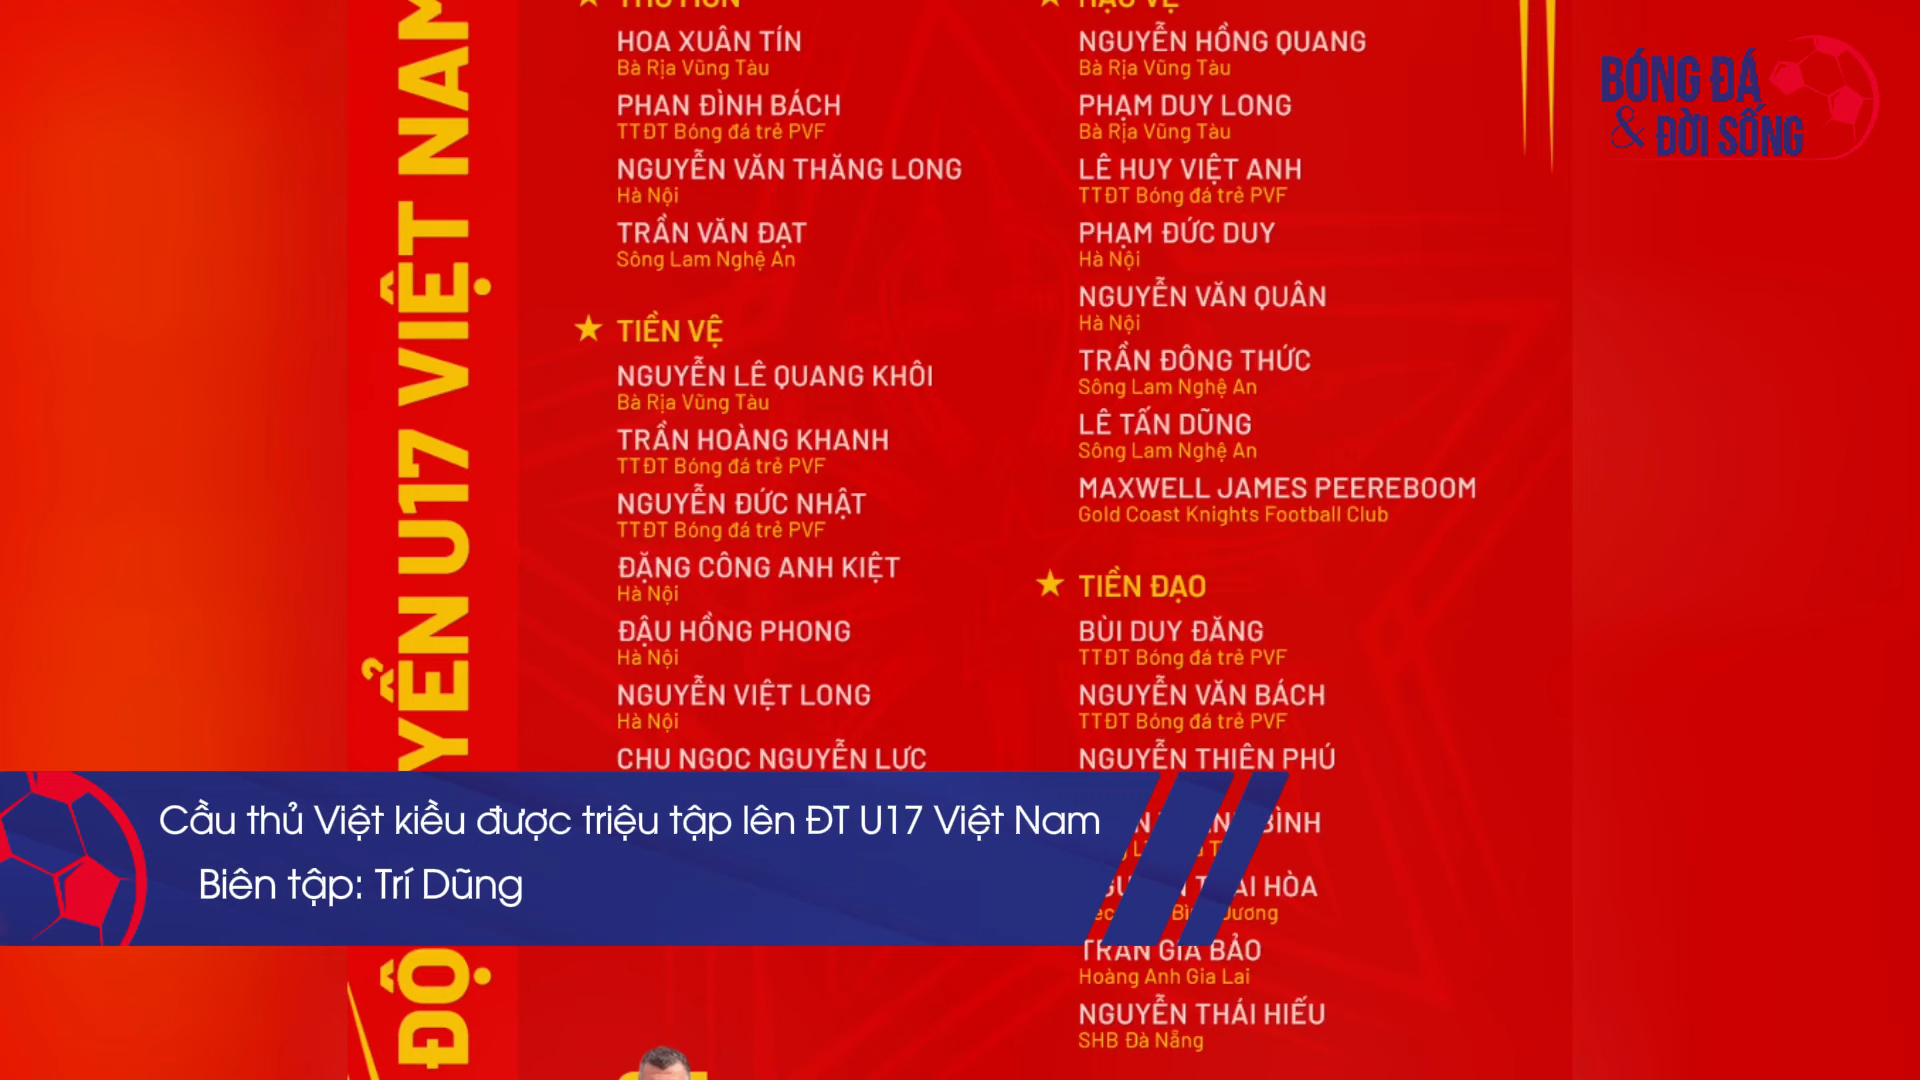 ĐỘ
YỂN U17 VIỆT NAM
THỦ MÔN
HOA XUÂN TÍN
Bà Rịa Vũng Tàu
PHAN ĐÌNH BÁCH
TTĐT Bóng đá trẻ PVF
NGUYỄN VĂN THĂNG LONG
Hà Nội
TRẦN VĂN ĐẠT
Sông Lam Nghệ An
TIỀN VỆ
NGUYỄN LÊ QUANG KHÔI
Bà Rịa Vũng Tàu
TRẦN HOÀNG KHANH
TTĐT Bóng đá trẻ PVF
NGUYỄN ĐỨC NHẬT
TTĐT Bóng đá trẻ PVF
ĐẶNG CÔNG ANH KIỆT
Hà Nội
ĐẬU HỒNG PHONG
Hà Nội
NGUYỄN VIỆT LONG
Hà Nội
CHU NGỌC NGUYỄN LỰC
HẬU VỆ
NGUYỄN HỒNG QUANG
Bà Rịa Vũng Tàu
PHẠM DUY LONG
Bà Rịa Vũng Tàu
LÊ HUY VIỆT ANH
TTĐT Bóng đá trẻ PVF
PHẠM ĐỨC DUY
Hà Nội
NGUYỄN VĂN QUÂN
Hà Nội
TRẦN ĐÔNG THỨC
Sông Lam Nghệ An
LÊ TẤN DŨNG
Sông Lam Nghệ An
MAXWELL JAMES PEEREBOOM
Gold Coast Knights Football Club
TIỀN ĐẠO
BÙI DUY ĐĂNG
TTĐT Bóng đá trẻ PVF
NGUYỄN VĂN BÁCH
TTĐT Bóng đá trẻ PVF
NGUYỄN THIÊN PHÚ
BÌNH
HÒA
Dương
TRẦN GIA BẢO
Hoàng Anh Gia Lai
NGUYỄN THÁI HIẾU
SHB Đà Nẵng
BÓNG ĐÁ
& ĐỜI SỐNG
Cầu thủ Việt kiều được triệu tập lên ĐT U17 Việt Nam
Biên tập: Trí Dũng